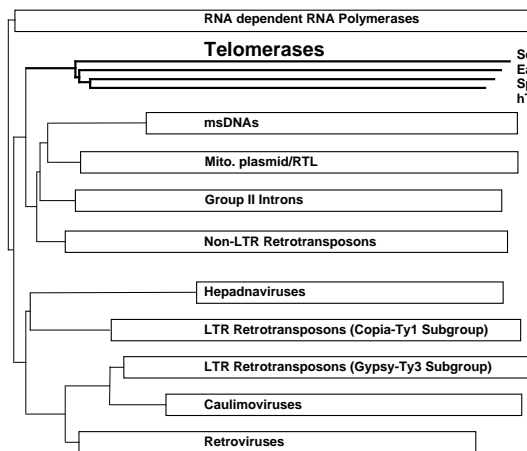 RNA dependent RNA Polymerases
Telomerases
msDNAs
Mito. plasmid/RTL
Group II Introns
Non-LTR Retrotransposons
Hepadnaviruses
LTR Retrotransposons (Copia-Ty1 Subgroup)
LTR Retrotransposons (Gypsy-Ty3 Subgroup)
Caulimoviruses
Retroviruses